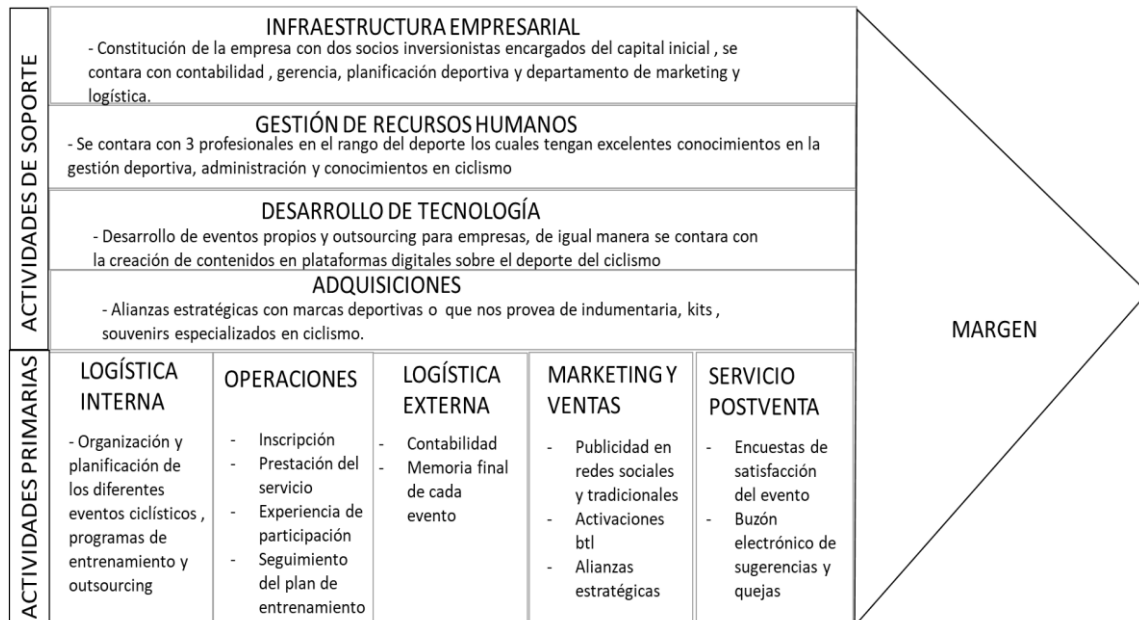 ACTIVIDADES DE SOPORTE
INFRAESTRUCTURA EMPRESARIAL
- Constitución de la empresa con dos socios inversionistas encargados del capital inicial , se
contara con contabilidad , gerencia, planificación deportiva y departamento de marketing y
logística.
GESTIÓN DE RECURSOS HUMANOS
- Se contara con 3 profesionales en el rango del deporte los cuales tengan excelentes conocimientos en la
gestión deportiva, administración y conocimientos en ciclismo
DESARROLLO DE TECNOLOGÍA
- Desarrollo de eventos propios y outsourcing para empresas, de igual manera se contara con
la creación de contenidos en plataformas digitales sobre el deporte del ciclismo
ADQUISICIONES
- Alianzas estratégicas con marcas deportivas o que nos provea de indumentaria, kits ,
souvenirs especializados en ciclismo.
ACTIVIDADES PRIMARIAS
LOGÍSTICA
INTERNA
- Organización y
planificación de
los diferentes
eventos ciclísticos ,
programas de
entrenamiento y
outsourcing
OPERACIONES
- Inscripción
- Prestación del
servicio
- Experiencia de
participación
- Seguimiento
del plan de
entrenamiento
LOGÍSTICA
EXTERNA
- Contabilidad
- Memoria final
de cada
evento
MARKETING Y
VENTAS
- Publicidad en
redes sociales
y tradicionales
- Activaciones
btl
- Alianzas
estratégicas
SERVICIO
POSTVENTA
- Encuestas de
satisfacción
del evento
- Buzón
electrónico de
sugerencias y
quejas
MARGEN